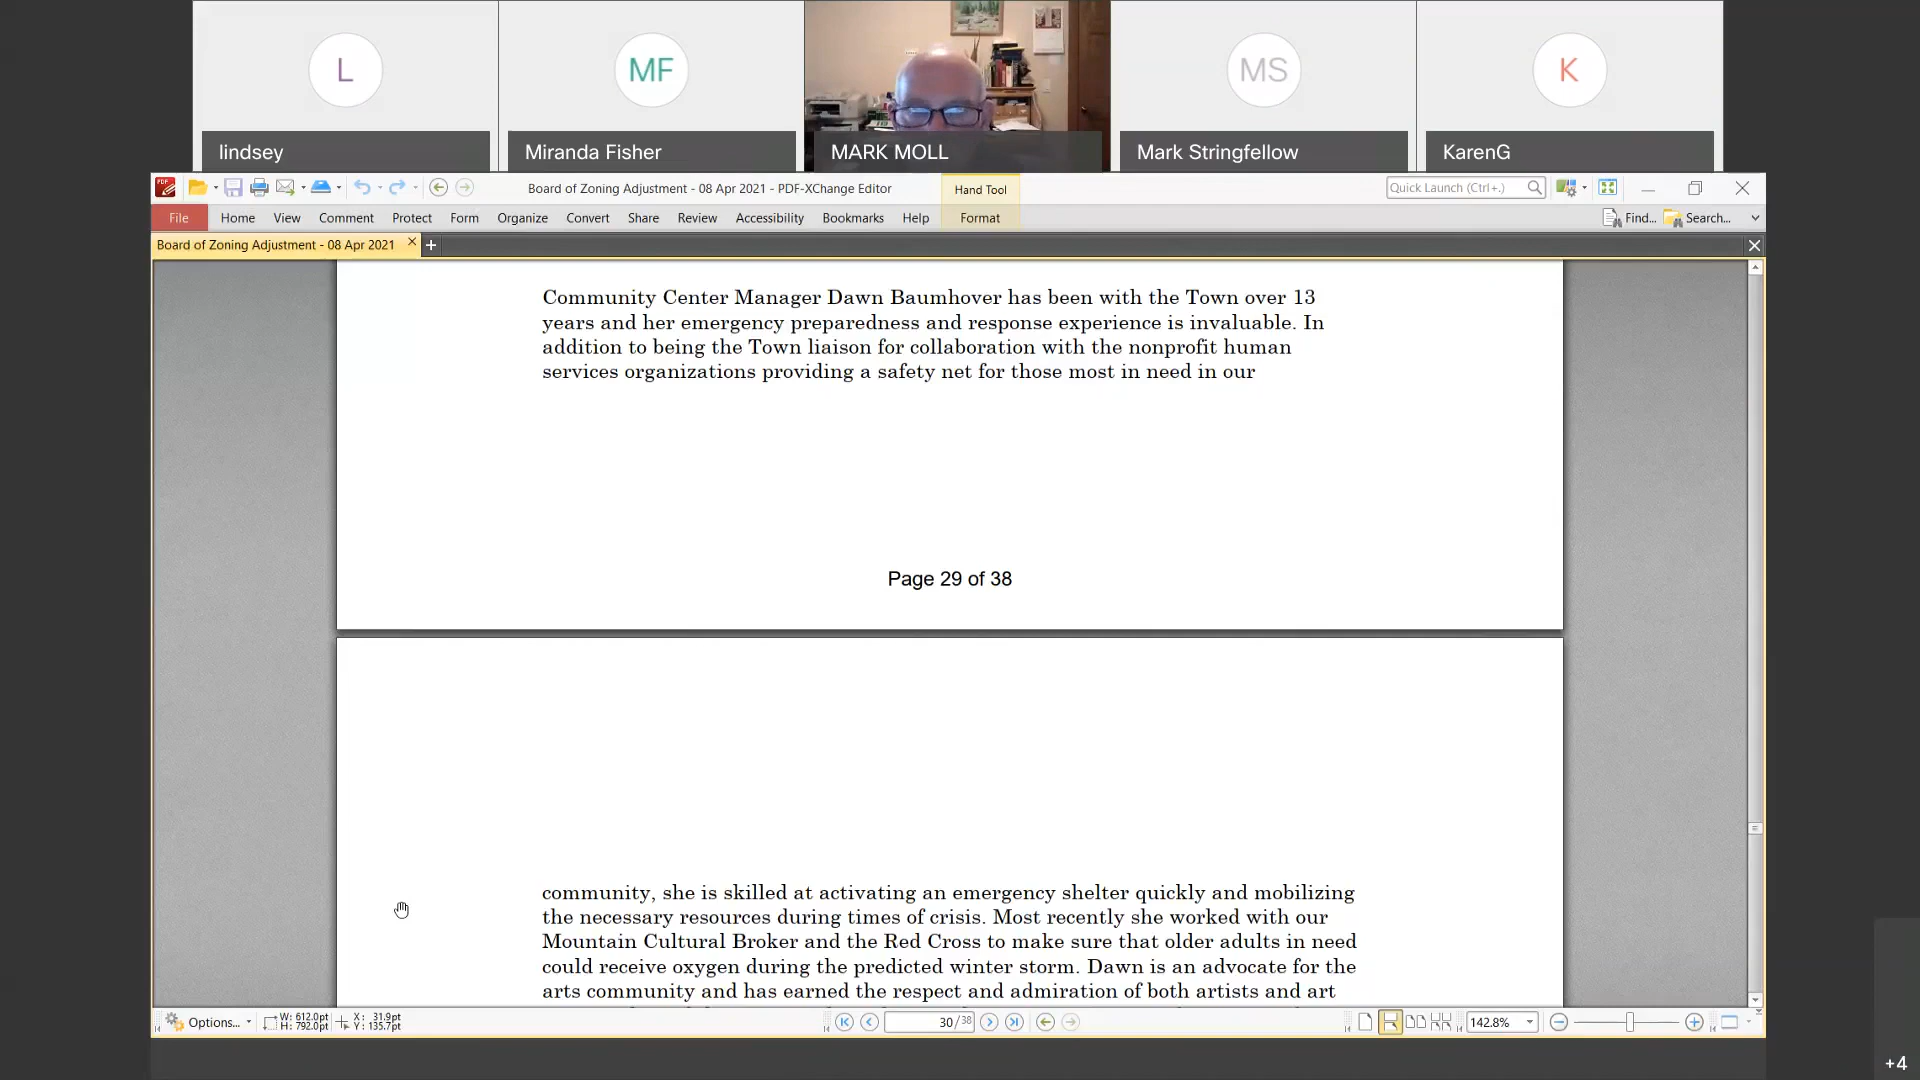 L
MF
MS
K
lindsey
Miranda Fisher
MARK MOLL
Mark Stringfellow
KarenG
Board of Zoning Adjustment - 08 Apr 2021 - PDF-XChange Editor
Hand Tool
Quick Launch (Ctrl+.)
File Home View Comment Protect Form Organize Convert Share Review Accessibility Bookmarks Help Format Find... Search...
Board of Zoning Adjustment - 08 Apr 2021
Community Center Manager Dawn Baumhover has been with the Town over 13
years and her emergency preparedness and response experience is invaluable. In
addition to being the Town liaison for collaboration with the nonprofit human
services organizations providing a safety net for those most in need in our
Page 29 of 38
community, she is skilled at activating an emergency shelter quickly and mobilizing
the necessary resources during times of crisis. Most recently she worked with our
Mountain Cultural Broker and the Red Cross to make sure that older adults in need
could receive oxygen during the predicted winter storm. Dawn is an advocate for the
arts community and has earned the respect and admiration of both artists and art
Options...
W: 612.0pt
H: 792.0pt
X: 31.9pt
Y: 135.7pt
30/38
142.8%
+4